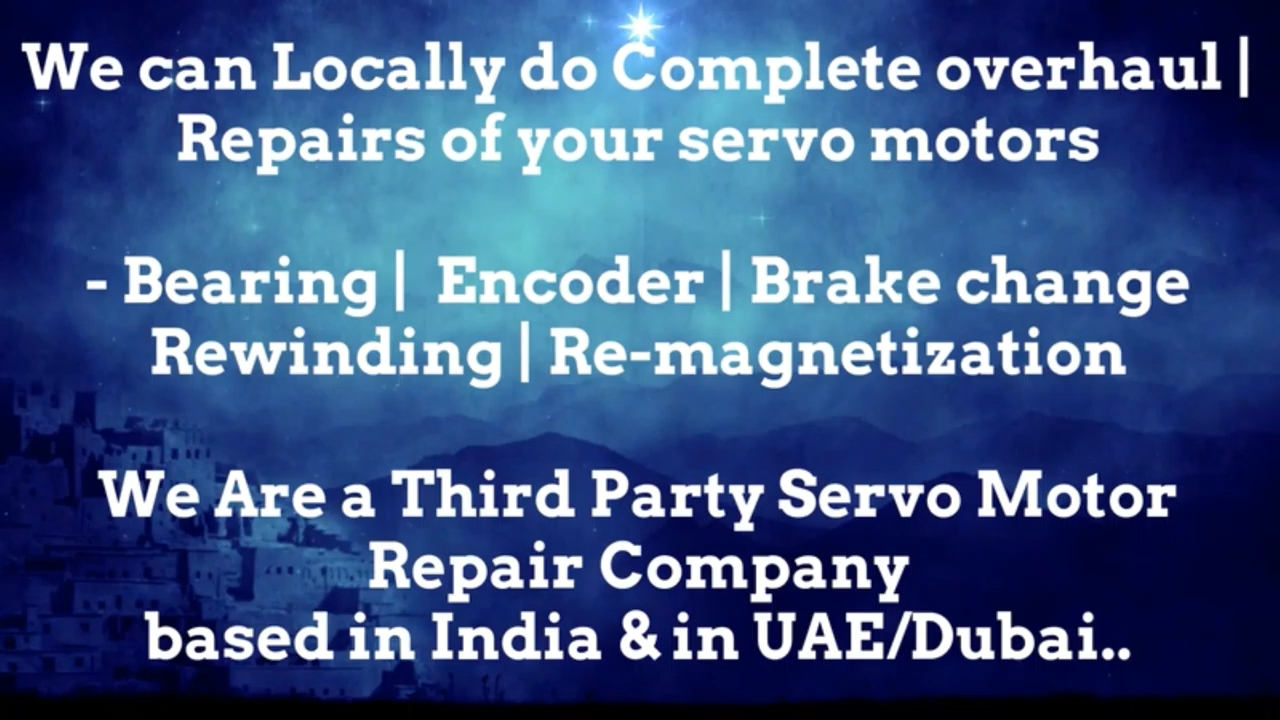 We can Locally do Complete overhaul |
Repairs of your servo motors
- Bearing | Encoder | Brake change
Rewinding | Re-magnetization
We Are a Third Party Servo Motor
Repair Company
based in India & in UAE/Dubai..